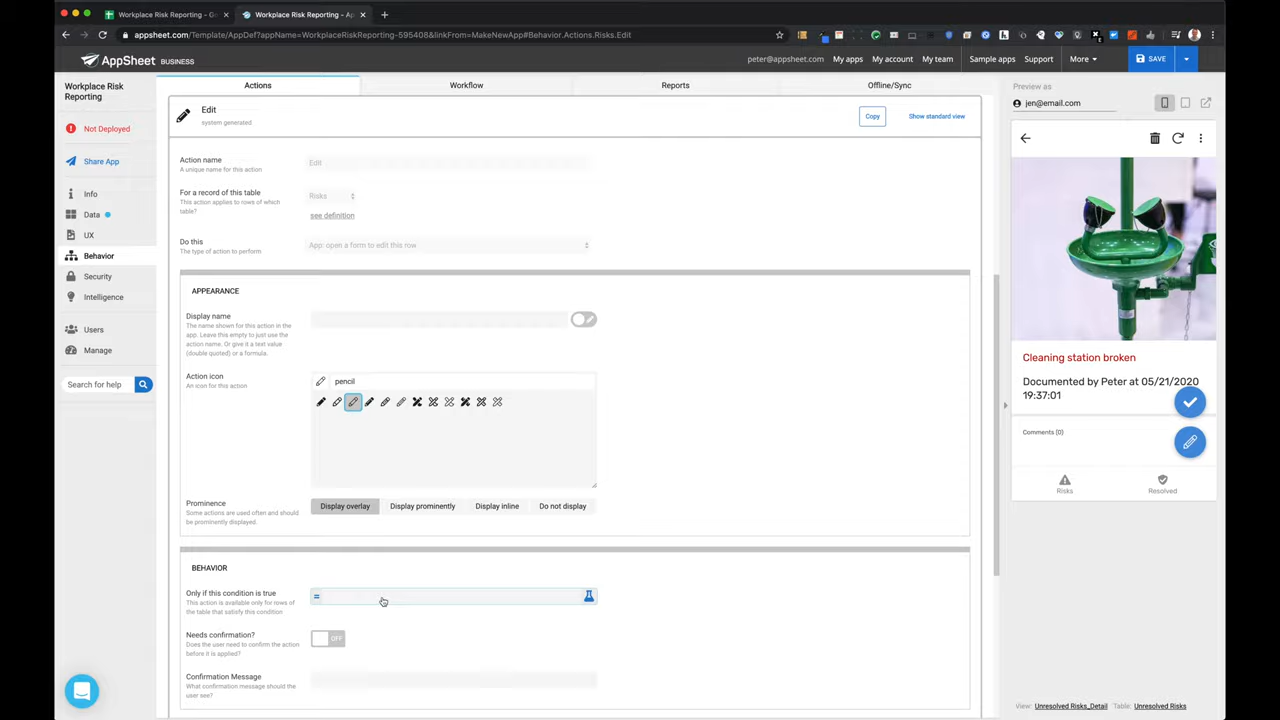 Workplace Risk Reporting - G
Workplace Risk Reporting - Ap
appsheet.com/Template/AppDef?appName=WorkplaceRiskReporting-595408&linkFrom=MakeNewApp#Behavior.Actions.Risks.Edit
AppSheet BUSINESS
peter@appsheet.com
My apps
My account
My team
Sample apps
Support
More
SAVE
Workplace Risk
Reporting
Not Deployed
Share App
Info
Data
UX
Behavior
Security
Intelligence
Users
Manage
Search for help
Actions
Workflow
Reports
Offline/Sync
Edit
system generated
Copy
Show standard view
Action name
A unique name for this action
Edit
For a record of this table
This action applies to rows of which
table?
Risks
see definition
Do this
The type of action to perform
App: open a form to edit this row
APPEARANCE
Display name
The name shown for this action in the
app. Leave this empty to just use the
action name. Or give it a text value
(double quoted) or a formula.
Action icon
An icon for this action
pencil
Prominence
Some actions are used often and should
be prominently displayed.
Display overlay
Display prominently
Display inline
Do not display
BEHAVIOR
Only if this condition is true
This action is available only for rows of
the table that satisfy this condition
=
Needs confirmation?
Does the user need to confirm the action
before it is applied?
OFF
Confirmation Message
What confirmation message should the
user see?
Preview as
jen@email.com
Cleaning station broken
Documented by Peter at 05/21/2020
19:37:01
Comments (0)
Risks
Resolved
View: Unresolved Risks_Detail Table: Unresolved Risks